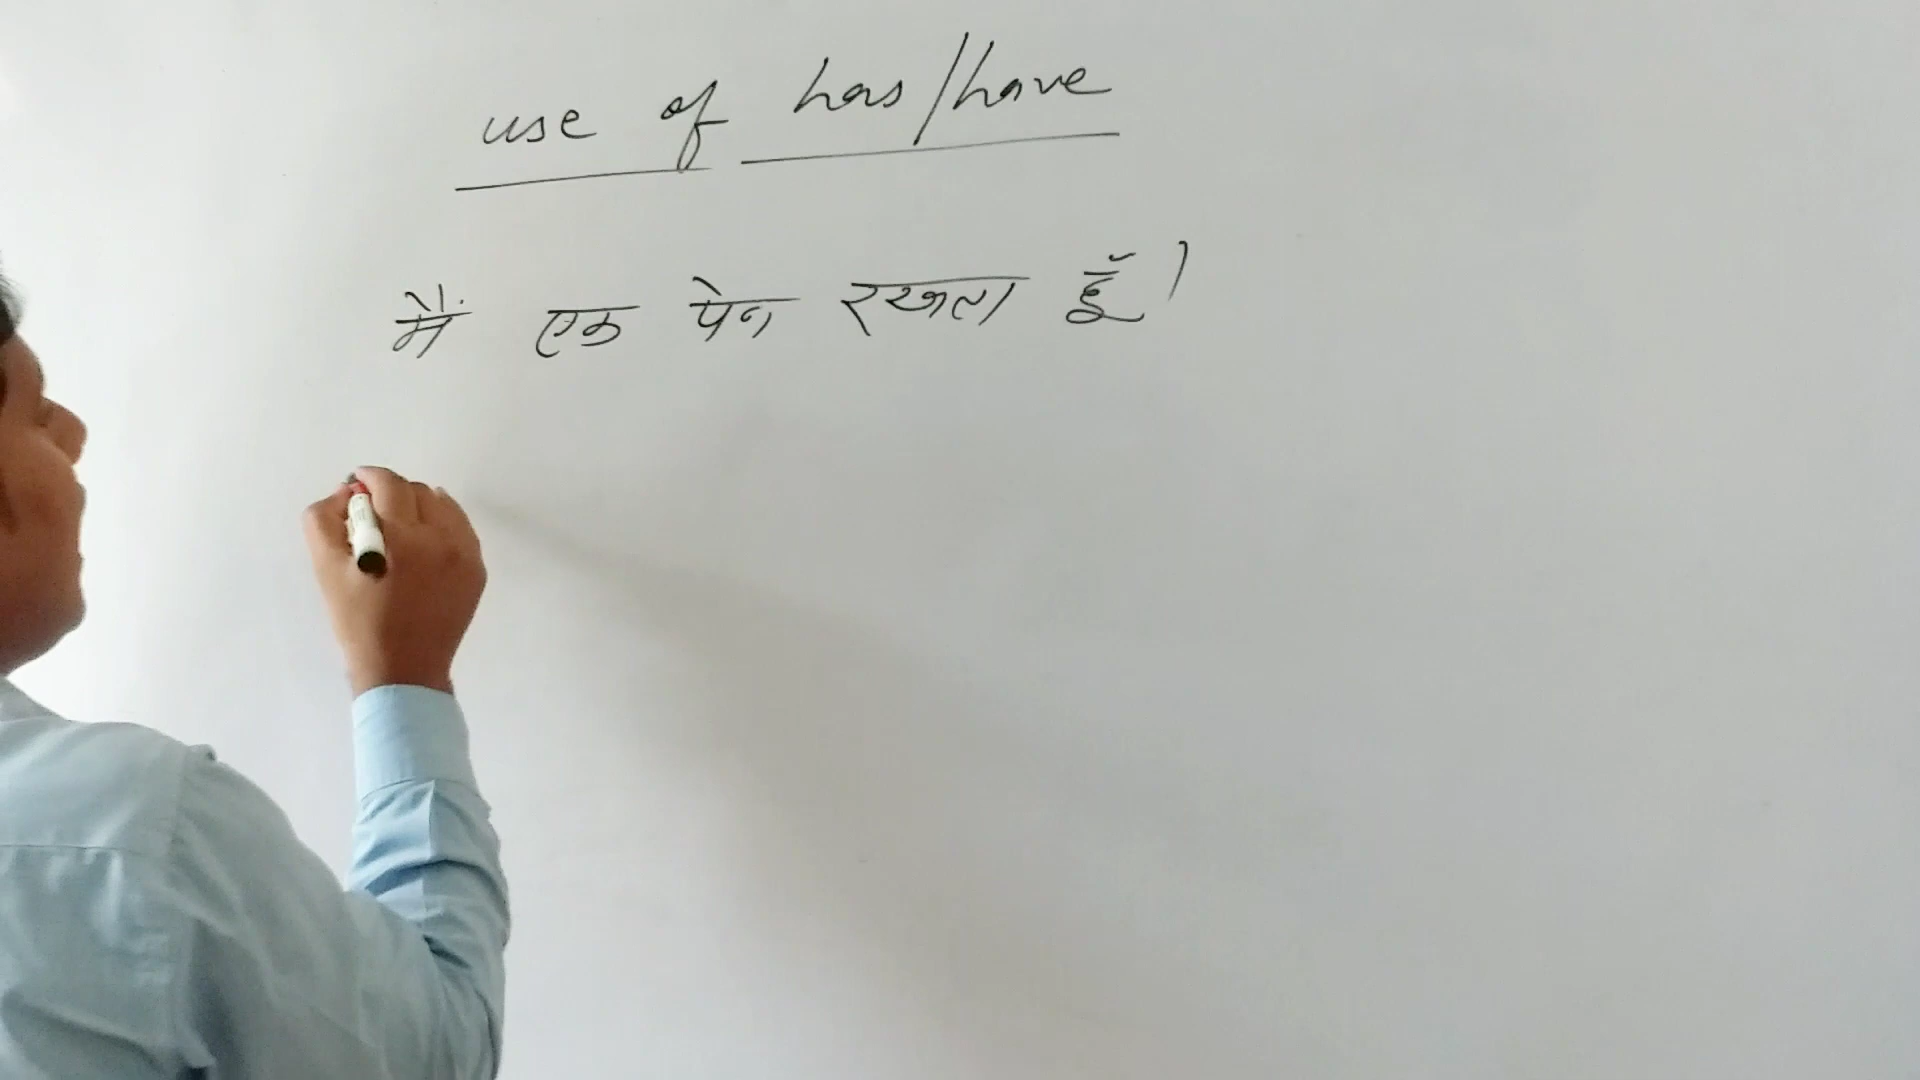 use of has/have
मैं एक पेन रखता हूँ।